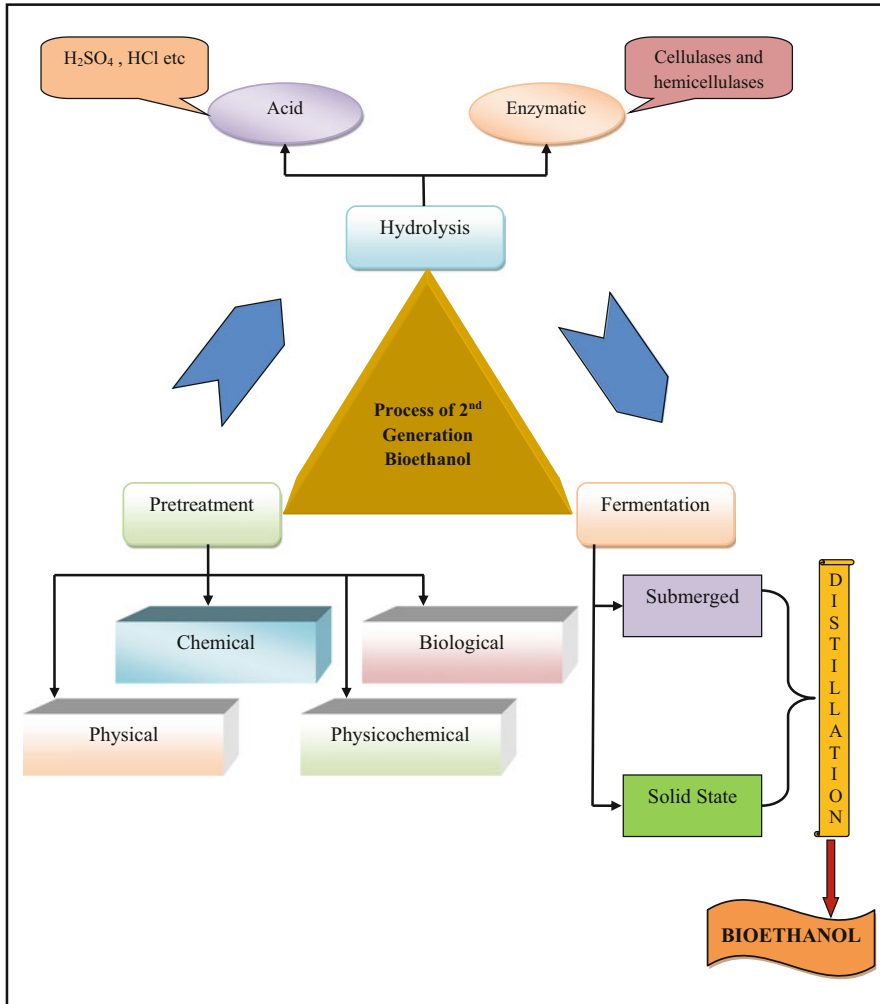 H₂SO₄ , HCl etc
Acid
Enzymatic
Cellulases and
hemicellulases
Hydrolysis
Process of 2ⁿᵈ
Generation
Bioethanol
Pretreatment
Fermentation
Chemical
Biological
Physical
Physicochemical
Submerged
Solid State
DISTILLATION
BIOETHANOL